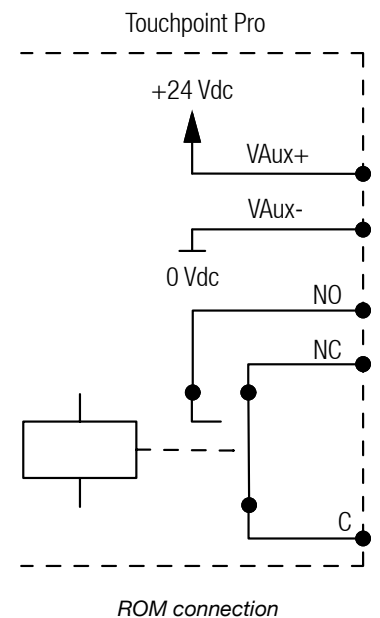 Touchpoint Pro
+24 Vdc
VAux+
VAux-
0 Vdc
NO
NC
C
ROM connection